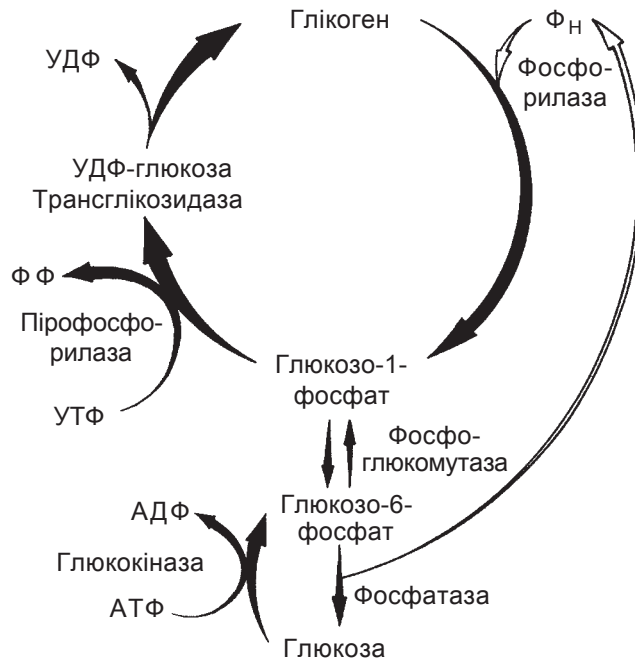 Глікоген
Ф Н
УДФ
Фосфо-
рилаза
УДФ-глюкоза
Трансглікозидаза
ФФ
Пірофосфо-
рилаза
Глюкозо-1-
фосфат
УТФ
Фосфо-
глюкомутаза
АДФ
Глюкозо-6-
фосфат
Глюкокіназа
АТФ
Фосфатаза
Глюкоза